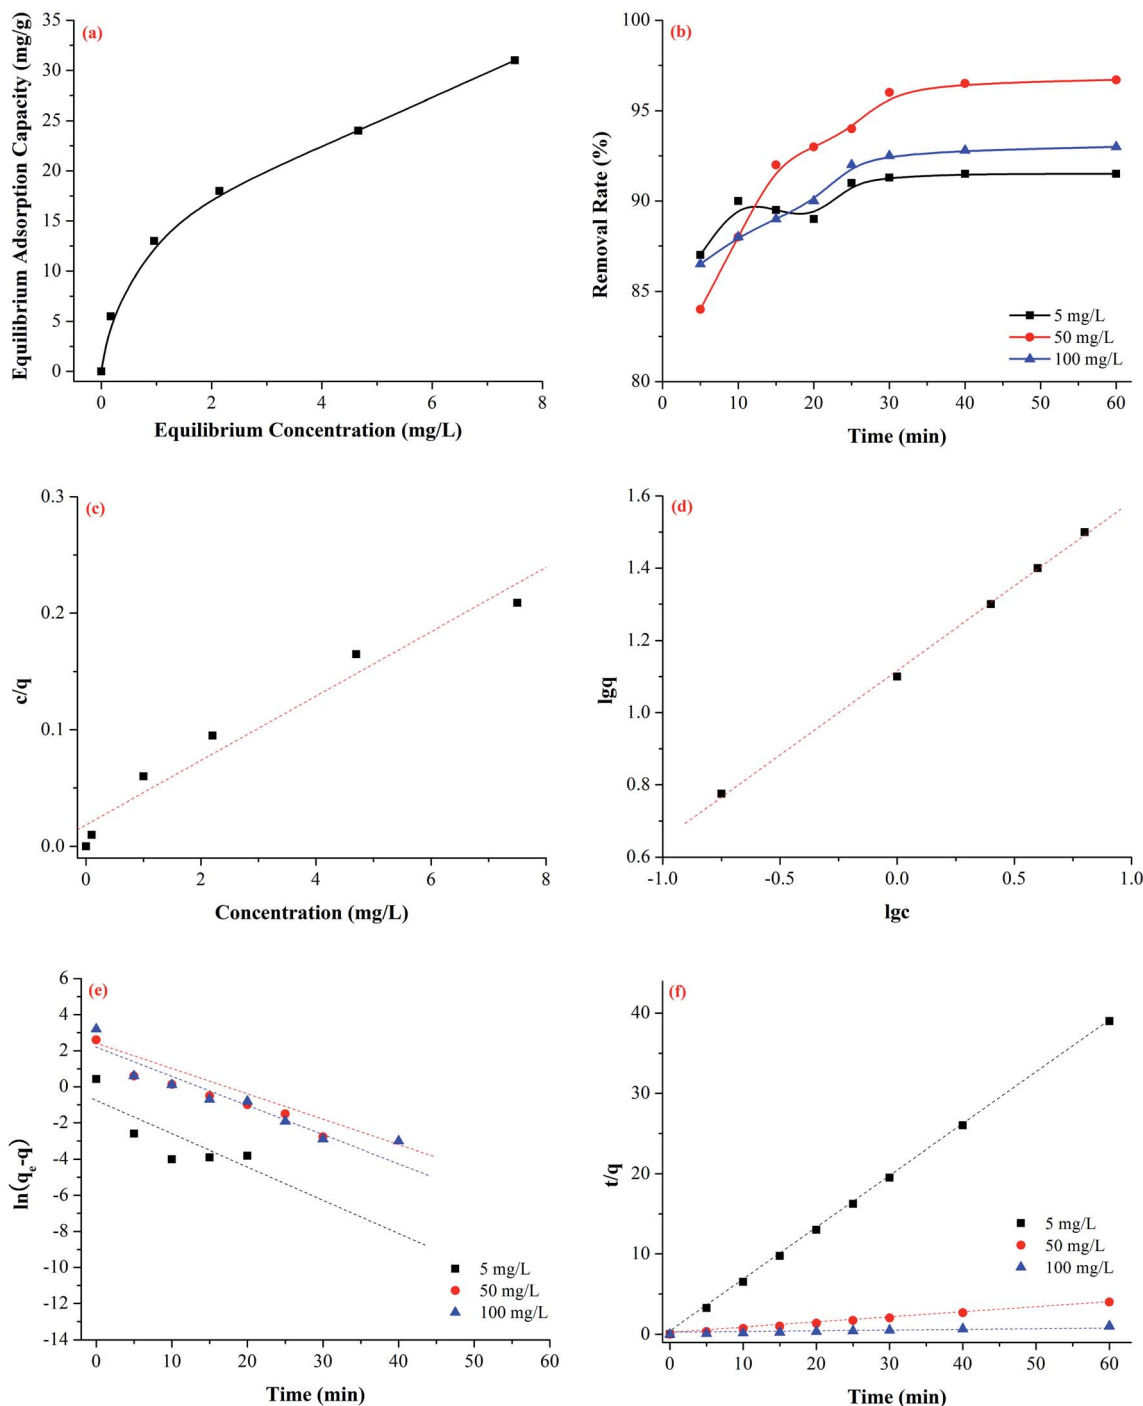 (a)
Equilibrium Adsorption Capacity (mg/g)
35
30
25
20
15
10
5
0
0 2 4 6 8
Equilibrium Concentration (mg/L)
(b)
Removal Rate (%)
100
95
90
85
80
10 20 30 40 50 60
Time (min)
5 mg/L
50 mg/L
100 mg/L
(c)
c/q
0.3
0.2
0.1
0.0
0 2 4 6 8
Concentration (mg/L)
(d)
lgq
1.6
1.4
1.2
1.0
0.8
0.6
-1.0 -0.5 0.0 0.5 1.0
lgc
(e)
ln(qe-q)
6
4
2
0
-2
-4
-6
-8
-10
-12
-14
0 10 20 30 40 50 60
Time (min)
5 mg/L
50 mg/L
100 mg/L
(f)
t/q
40
30
20
10
0
0 10 20 30 40 50 60
Time (min)
5 mg/L
50 mg/L
100 mg/L